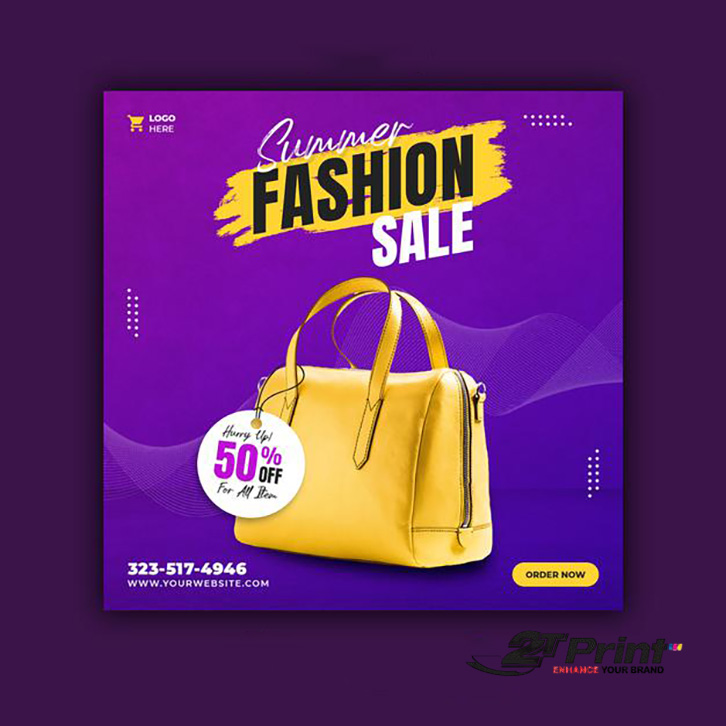 LOGO
HERE
Summer
FASHION
SALE
Hurry Up!
50% OFF
For All Item
323-517-4946
WWW.YOURWEBSITE.COM
ORDER NOW
2T Print
ENHANCE YOUR BRAND